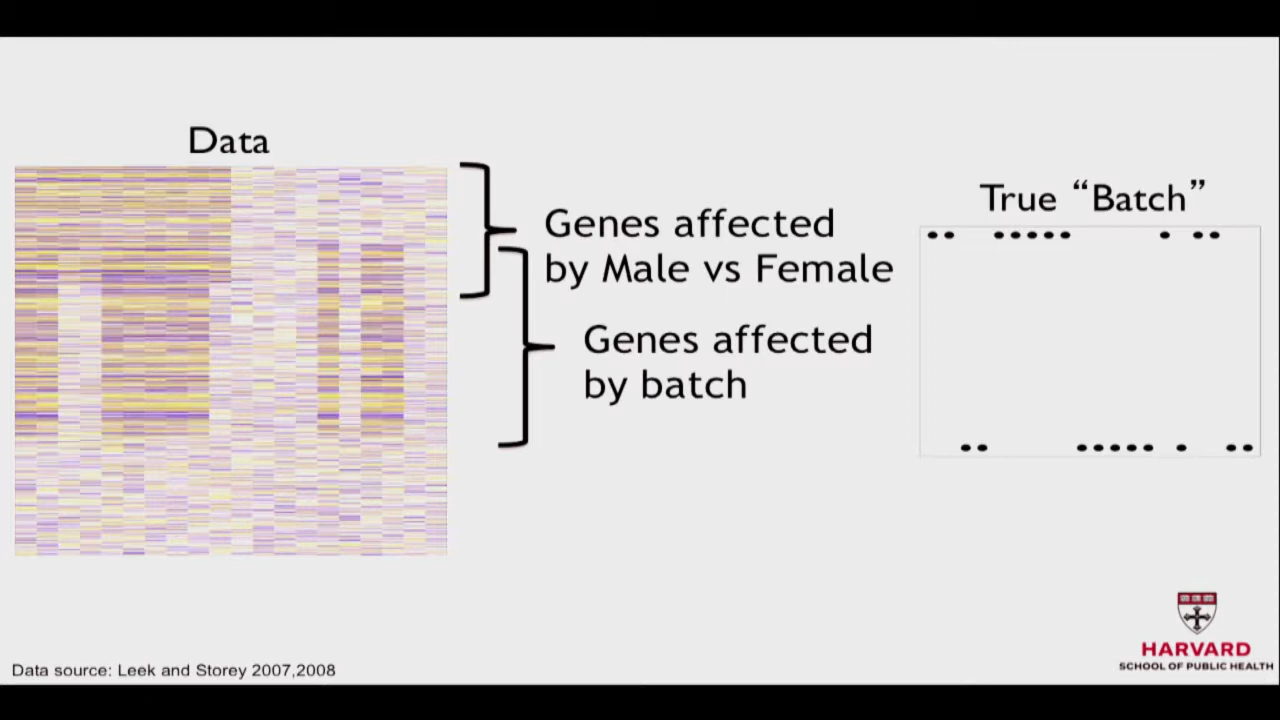 Data
Genes affected
by Male vs Female
Genes affected
by batch
True “Batch”
Data source: Leek and Storey 2007,2008
HARVARD
SCHOOL OF PUBLIC HEALTH